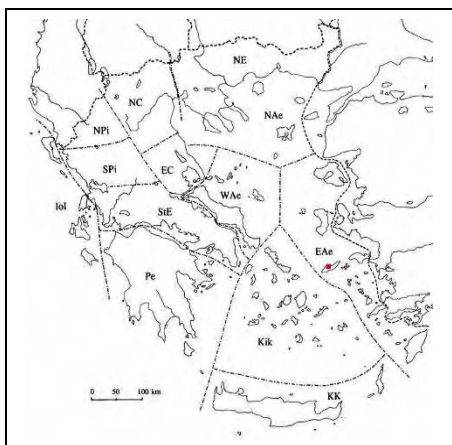 NE
NC
NAe
NPi
SPi
EC
WAe
IoI
StE
EAe
Pe
Kik
0 50 100 km
KK